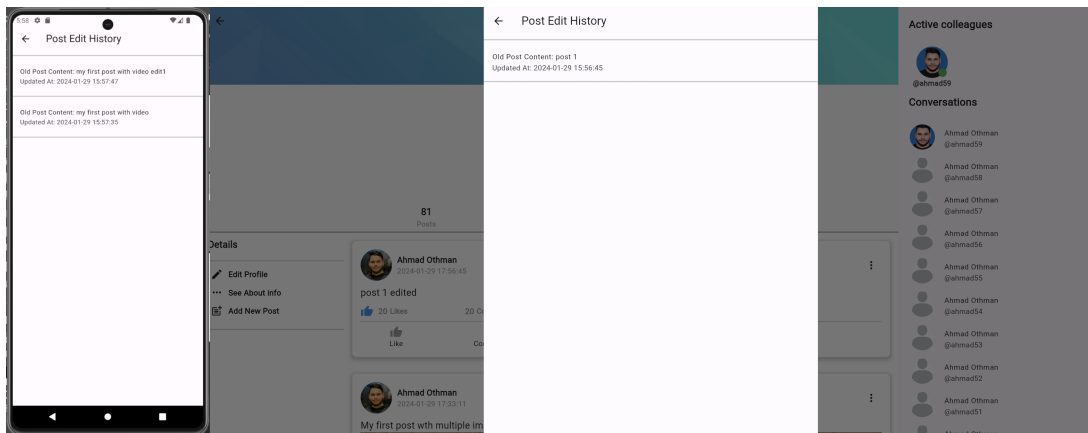 5:58
Post Edit History
Old Post Content: my first post with video edit1
Updated At: 2024-01-29 15:57:47
Old Post Content: my first post with video
Updated At: 2024-01-29 15:57:35
81
Posts
Details
Edit Profile
See About info
Add New Post
Ahmad Othman
2024-01-29 17:56:45
post 1 edited
20 Likes
20 Co
Like
Co
Ahmad Othman
2024-01-29 17:33:11
My first post wth multiple im
Post Edit History
Old Post Content: post 1
Updated At: 2024-01-29 15:56:45
Active colleagues
@ahmad59
Conversations
Ahmad Othman
@ahmad59
Ahmad Othman
@ahmad58
Ahmad Othman
@ahmad57
Ahmad Othman
@ahmad56
Ahmad Othman
@ahmad55
Ahmad Othman
@ahmad54
Ahmad Othman
@ahmad53
Ahmad Othman
@ahmad52
Ahmad Othman
@ahmad51